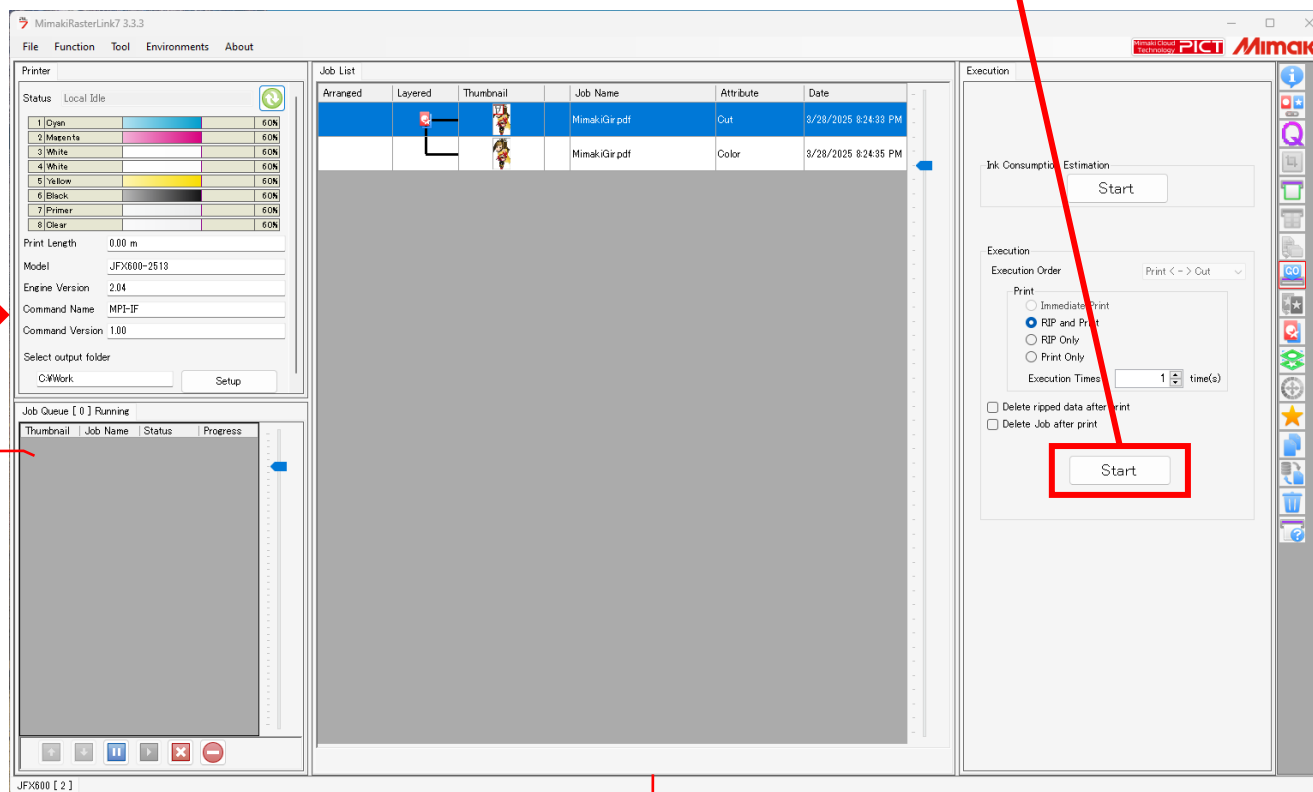 MimakiRasterLink7 3.3.3
File Function Tool Environments About
Mimaki Cloud Technology PICT Mimaki
Printer
Status Local Idle
1 Cyan 60%
2 Magenta 60%
3 White 60%
4 White 60%
5 Yellow 60%
6 Black 60%
7 Primer 60%
8 Clear 60%
Print Length 0.00 m
Model JFX600-2513
Engine Version 2.04
Command Name MPI-IF
Command Version 1.00
Select output folder
C:¥Work Setup
Job Queue [ 0 ] Running
Thumbnail Job Name Status Progress
Job List
Arranged Layered Thumbnail Job Name Attribute Date
MimakiGir.pdf Cut 3/28/2025 8:24:33 PM
MimakiGir.pdf Color 3/28/2025 8:24:35 PM
Execution
Ink Consumption Estimation
Start
Execution
Execution Order Print < - > Cut
Print
Immediate Print
RIP and Print
RIP Only
Print Only
Execution Times 1 time(s)
Delete ripped data after print
Delete Job after print
Start
GO
JFX600 [ 2 ]